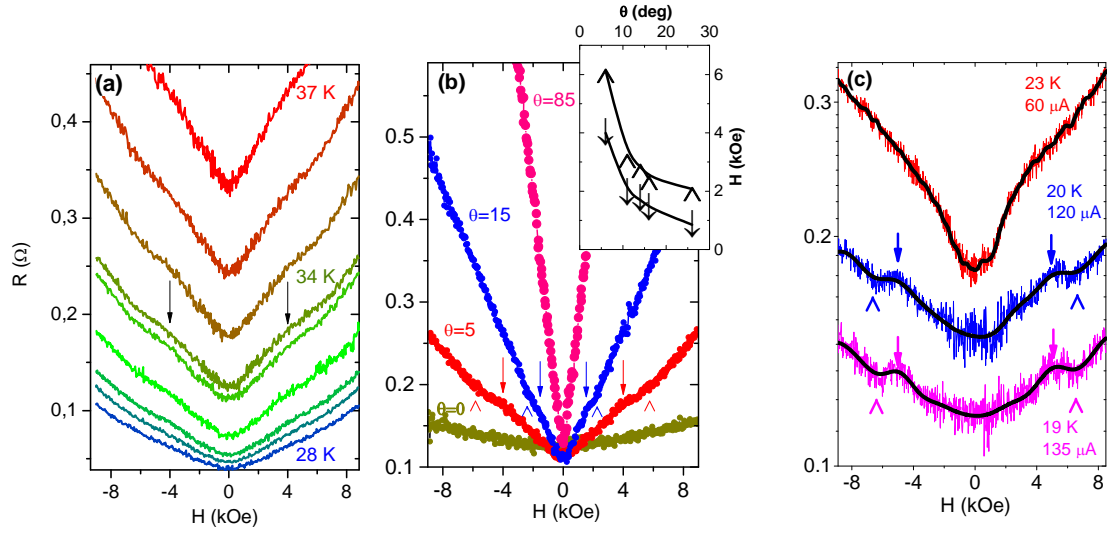 (a)
37 K
34 K
28 K
0,4
0,3
0,2
0,1
R (Ω)
-8 -4 0 4 8
H (kOe)
(b)
θ=85
θ=15
θ=5
θ=0
0.5
0.4
0.3
0.2
0.1
-8 -4 0 4 8
H (kOe)
θ (deg)
0 10 20 30
6
4
2
0
H (kOe)
(c)
23 K
60 μA
20 K
120 μA
19 K
135 μA
0.3
0.2
0.1
-8 -4 0 4 8
H (kOe)